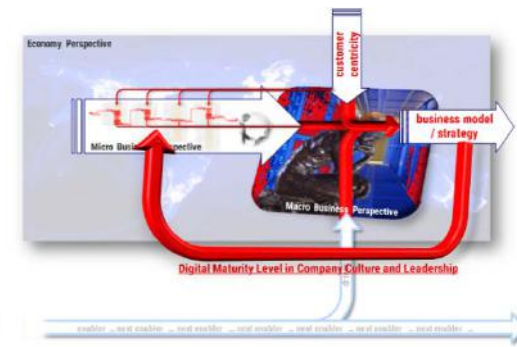 Economy Perspective
customer
centricity
business model
/ strategy
Micro Business Perspective
Macro Business Perspective
Digital Maturity Level in Company Culture and Leadership
enabler ... next enabler ... next enabler ... next enabler ... next enabler ... next enabler ... next enabler ...